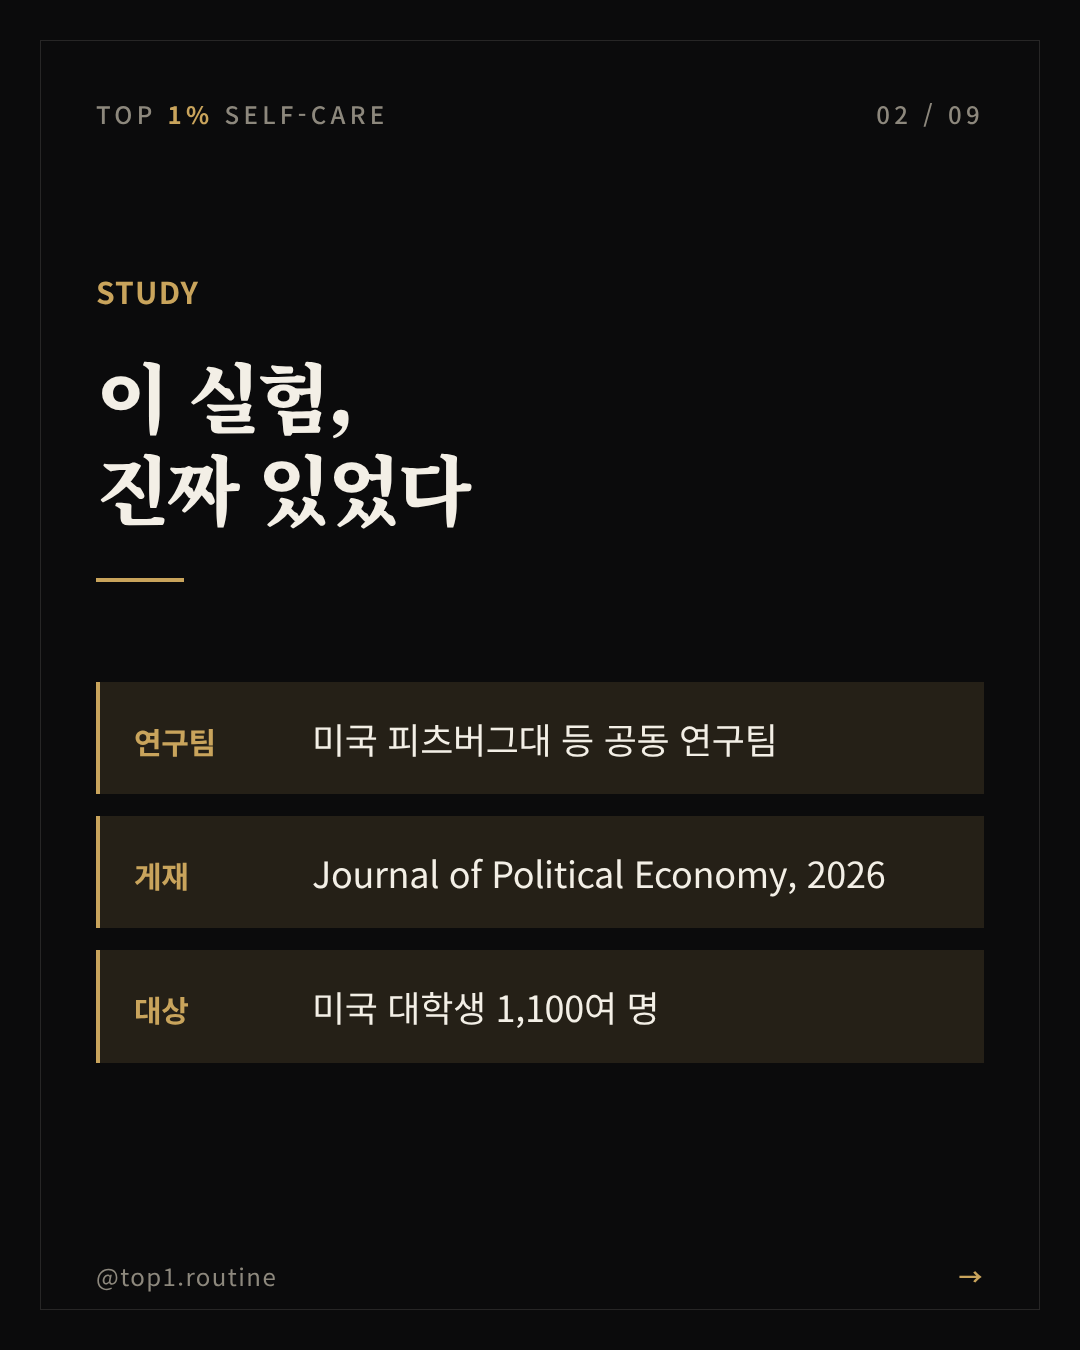 TOP 1% SELF-CARE
02 / 09
STUDY
이 실험,
진짜 있었다
연구팀 미국 피츠버그대 등 공동 연구팀
게재 Journal of Political Economy, 2026
대상 미국 대학생 1,100여 명
@top1.routine →